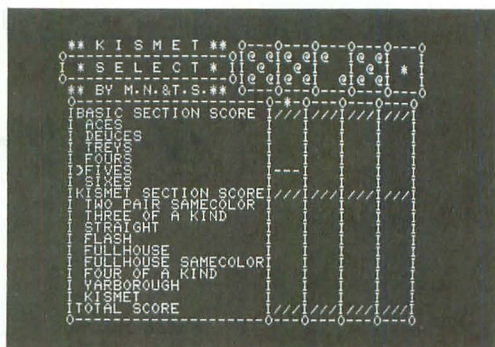 ** K I S M E T **
* S E L E C T *
** BY M.N.&T.S.**
BASIC SECTION SCORE
ACES
DEUCES
TREYS
FOURS
FIVES ---
SIXES
KISMET SECTION SCORE
TWO PAIR SAMECOLOR
THREE OF A KIND
STRAIGHT
FLASH
FULLHOUSE
FULLHOUSE SAMECOLOR
FOUR OF A KIND
YARBOROUGH
KISMET
TOTAL SCORE